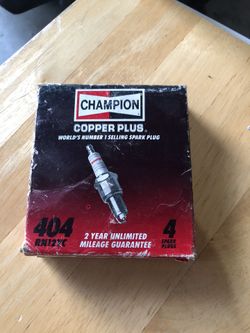 CHAMPION
COPPER PLUS®
WORLD'S NUMBER 1 SELLING SPARK PLUG
404
RN12YC
2 YEAR UNLIMITED
MILEAGE GUARANTEE
4
SPARK
PLUGS